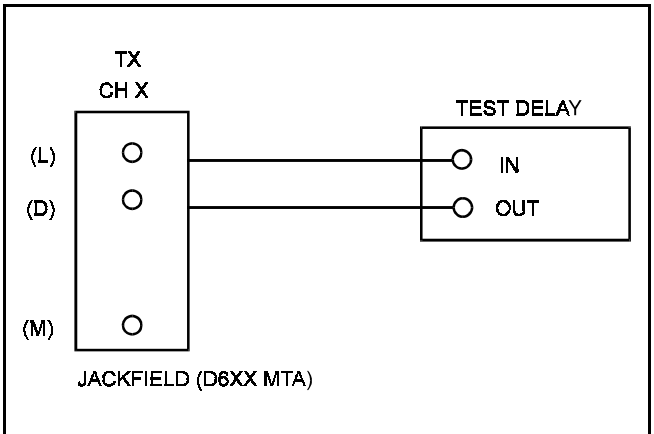 TX
CH X
TEST DELAY
(L)
IN
(D)
OUT
(M)
JACKFIELD (D6XX MTA)